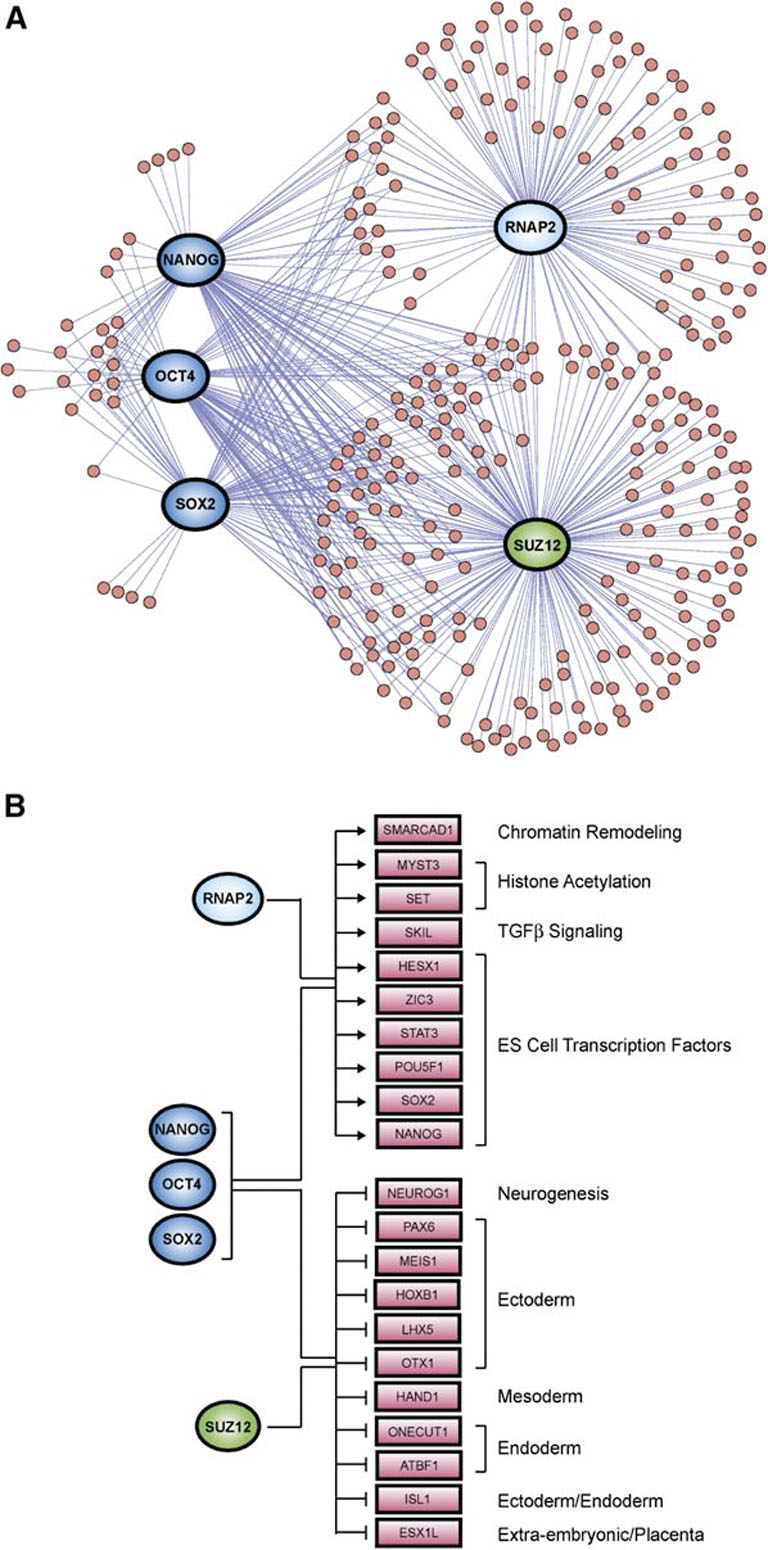 A
NANOG
RNAP2
OCT4
SOX2
SUZ12
B
RNAP2
NANOG
OCT4
SOX2
SUZ12
SMARCAD1 Chromatin Remodeling
MYST3
Histone Acetylation
SET
SKIL TGFβ Signaling
HESX1
ZIC3
STAT3
ES Cell Transcription Factors
POU5F1
SOX2
NANOG
NEUROG1 Neurogenesis
PAX6
MEIS1
HOXB1
Ectoderm
LHX5
OTX1
HAND1 Mesoderm
ONECUT1
Endoderm
ATBF1
ISL1 Ectoderm/Endoderm
ESX1L Extra-embryonic/Placenta